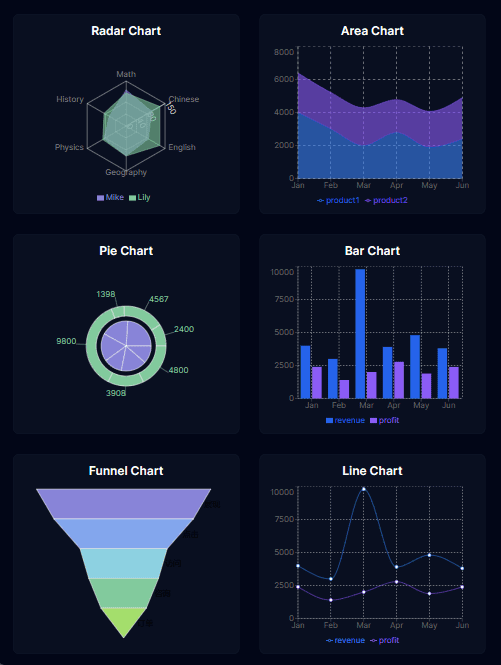 Radar Chart
Math
Chinese
English
Geography
Physics
History
150
Mike
Lily
Area Chart
8000
6000
4000
2000
0
Jan Feb Mar Apr May Jun
product1 product2
Pie Chart
1398
4567
2400
4800
3908
9800
Bar Chart
10000
7500
5000
2500
0
Jan Feb Mar Apr May Jun
revenue profit
Funnel Chart
Line Chart
10000
7500
5000
2500
0
Jan Feb Mar Apr May Jun
revenue profit